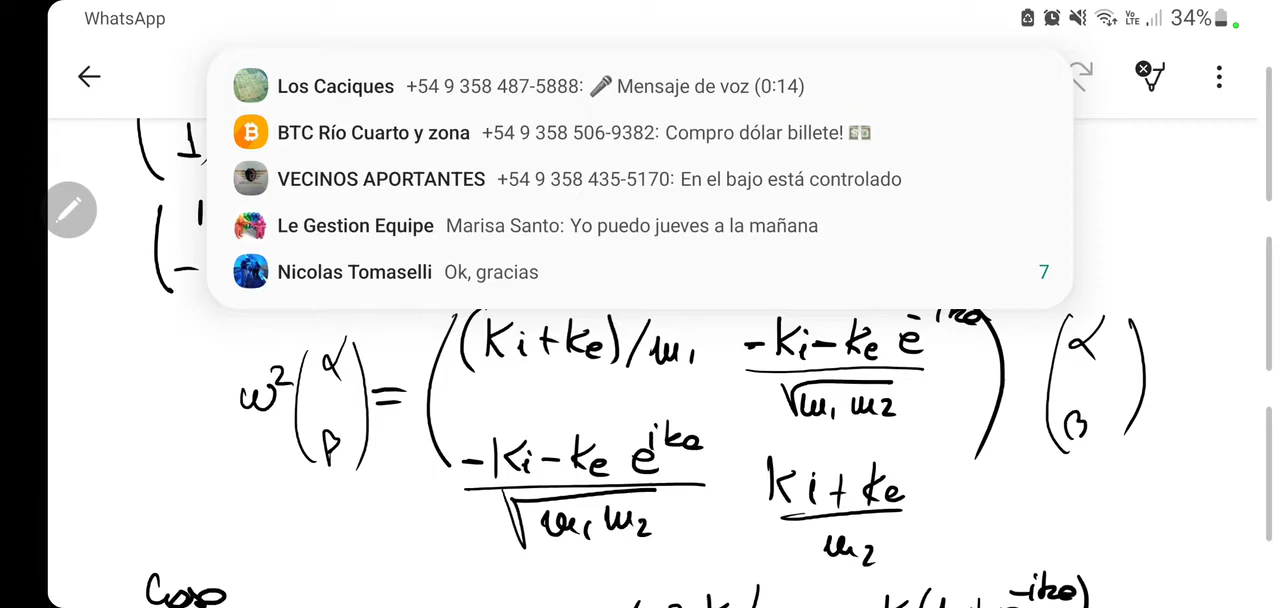 WhatsApp 34%
Los Caciques +54 9 358 487-5888: 🎤 Mensaje de voz (0:14)
BTC Río Cuarto y zona +54 9 358 506-9382: Compro dólar billete! 💵
VECINOS APORTANTES +54 9 358 435-5170: En el bajo está controlado
Le Gestion Equipe Marisa Santo: Yo puedo jueves a la mañana
Nicolas Tomaselli Ok, gracias 7
ω²(α β) = ((Ki+Ke)/m₁ (-Ki-Ke e^-ika)/√m₁m₂
(-Ki-Ke e^ika)/√m₁m₂ (Ki+Ke)/m₂) (α β)
Caso